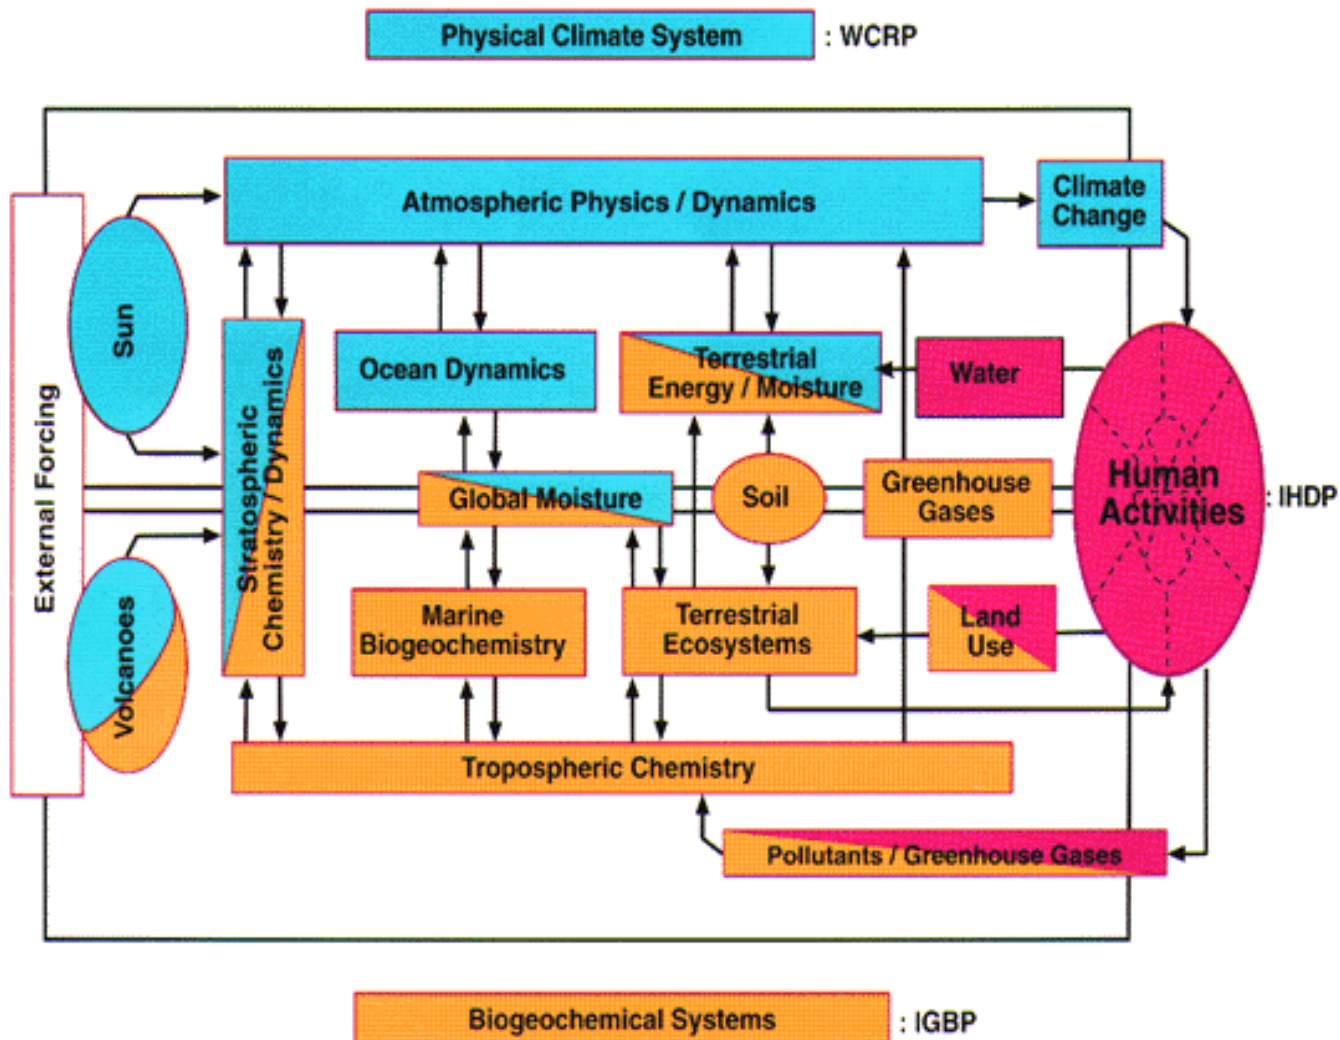 Physical Climate System : WCRP
Atmospheric Physics / Dynamics
Climate
Change
Sun
External Forcing
Stratospheric
Chemistry / Dynamics
Ocean Dynamics
Terrestrial
Energy / Moisture
Water
Global Moisture
Soil
Greenhouse
Gases
Human
Activities
: IHDP
Volcanoes
Marine
Biogeochemistry
Terrestrial
Ecosystems
Land
Use
Tropospheric Chemistry
Pollutants / Greenhouse Gases
Biogeochemical Systems : IGBP